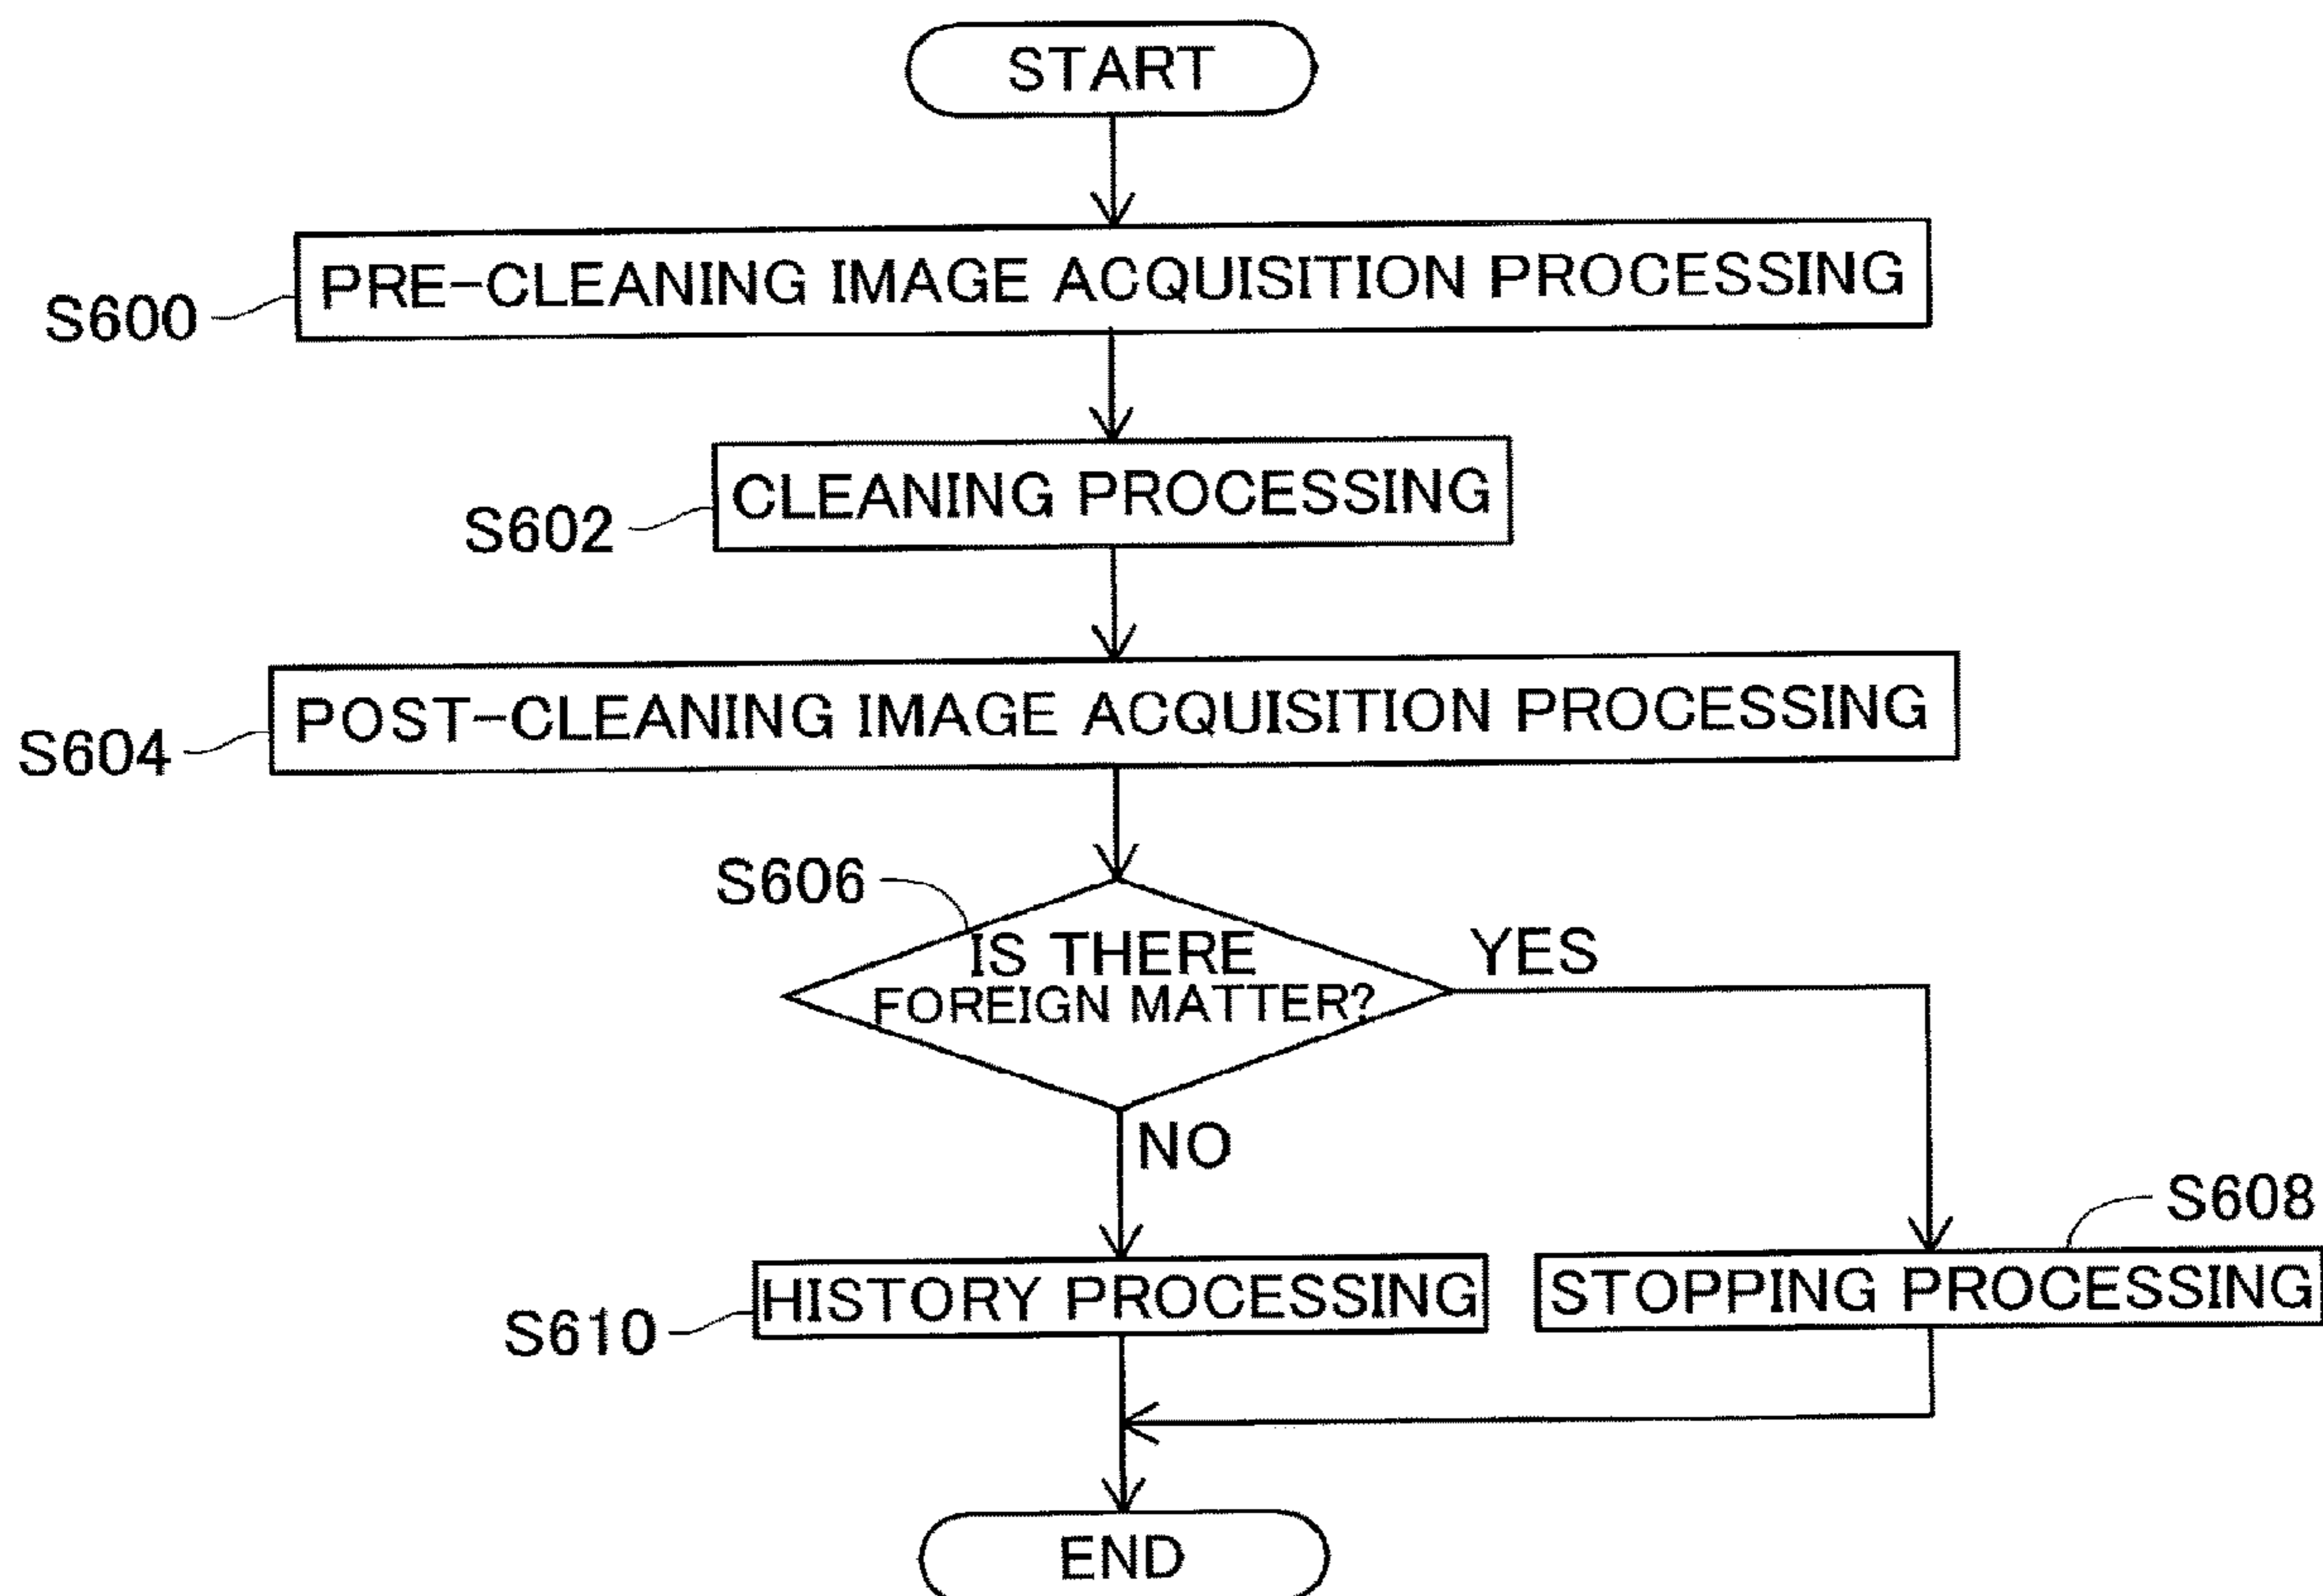 START
S600
PRE-CLEANING IMAGE ACQUISITION PROCESSING
S602
CLEANING PROCESSING
S604
POST-CLEANING IMAGE ACQUISITION PROCESSING
S606
IS THERE
FOREIGN MATTER?
YES
NO
S608
S610
HISTORY PROCESSING
STOPPING PROCESSING
END